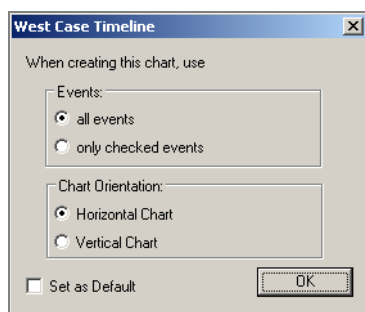 West Case Timeline
When creating this chart, use
Events:
all events
only checked events
Chart Orientation:
Horizontal Chart
Vertical Chart
Set as Default
OK